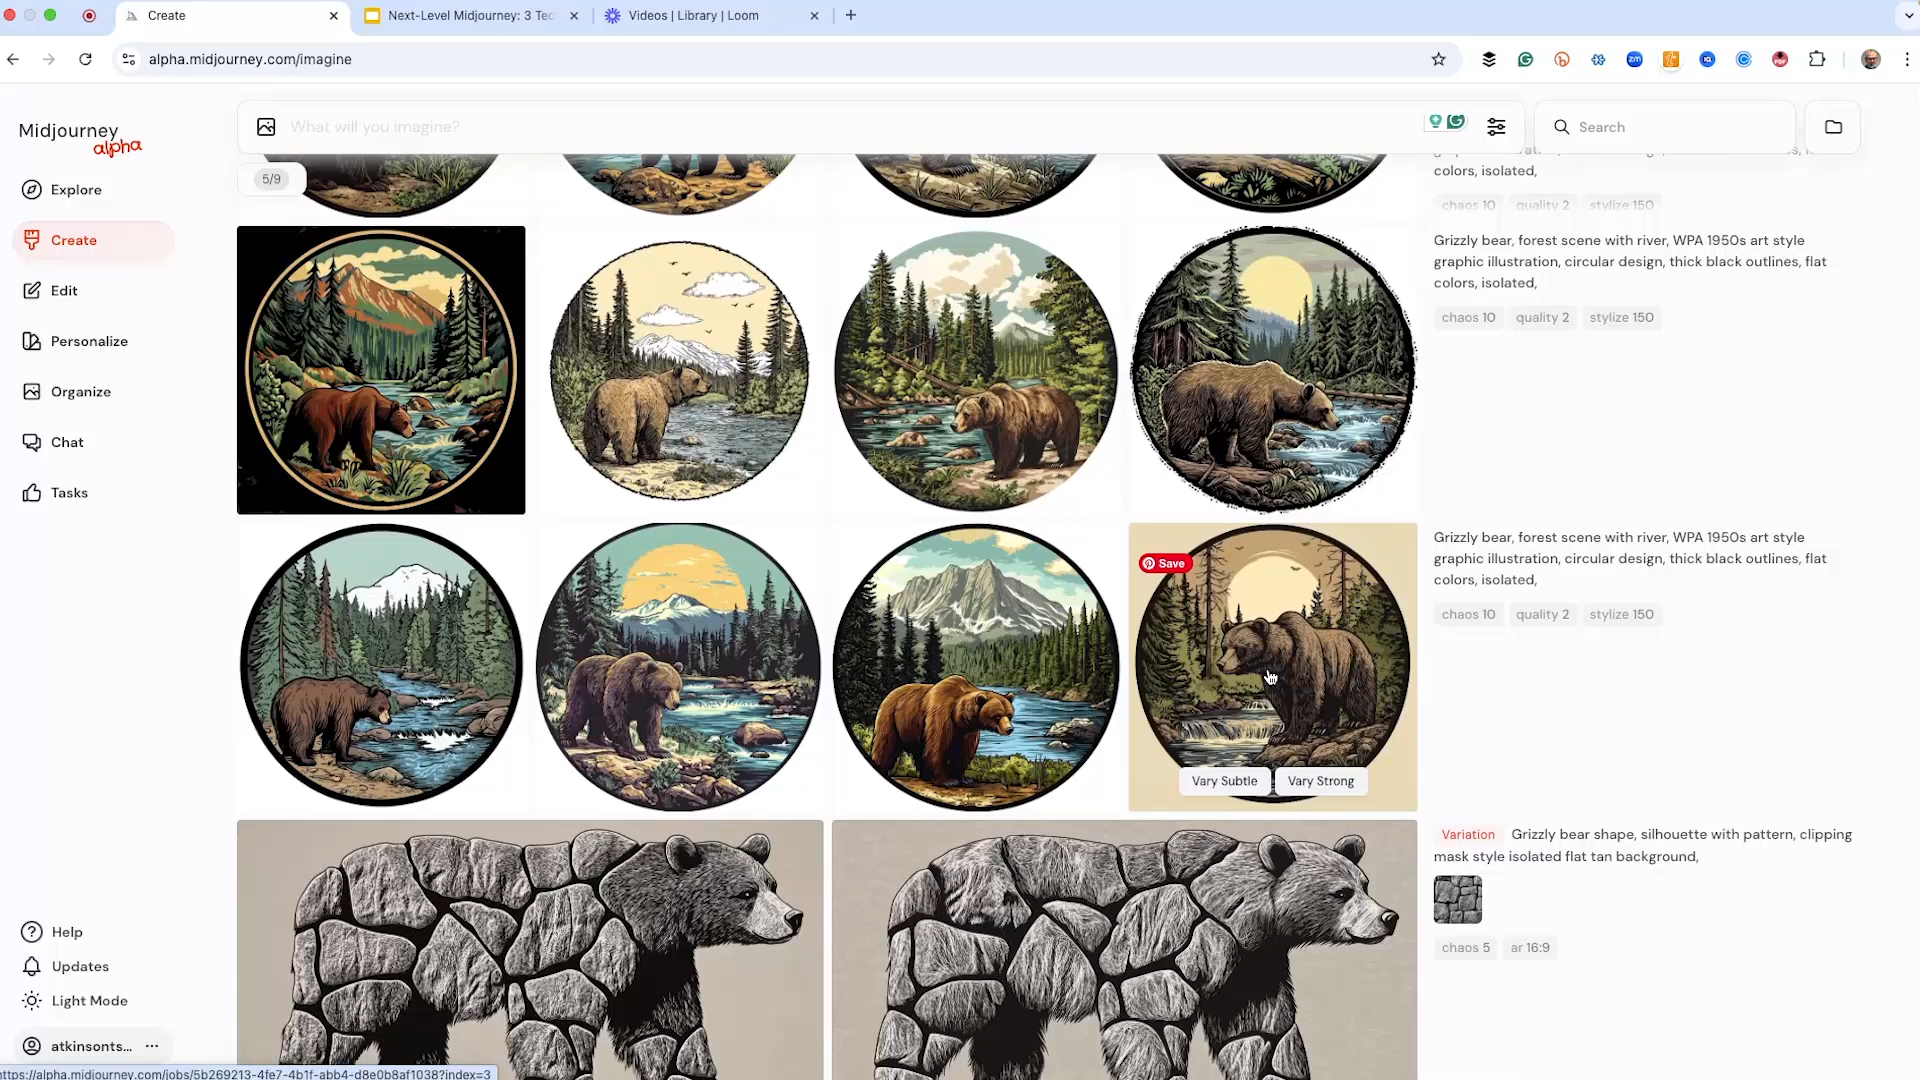 Create
Next-Level Midjourney: 3 Tec
Videos | Library | Loom
alpha.midjourney.com/imagine
Midjourney
alpha
What will you imagine?
Search
5/9
Explore
Create
Edit
Personalize
Organize
Chat
Tasks
colors, isolated,
chaos 10 quality 2 stylize 150
Grizzly bear, forest scene with river, WPA 1950s art style
graphic illustration, circular design, thick black outlines, flat
colors, isolated,
chaos 10 quality 2 stylize 150
Save
Vary Subtle Vary Strong
Grizzly bear, forest scene with river, WPA 1950s art style
graphic illustration, circular design, thick black outlines, flat
colors, isolated,
chaos 10 quality 2 stylize 150
Variation Grizzly bear shape, silhouette with pattern, clipping
mask style isolated flat tan background,
chaos 5 ar 16:9
Help
Updates
Light Mode
atkinsonts... 
https://alpha.midjourney.com/jobs/5b269213-4fe7-4b1f-abb4-d8e0b8af1038?index=3